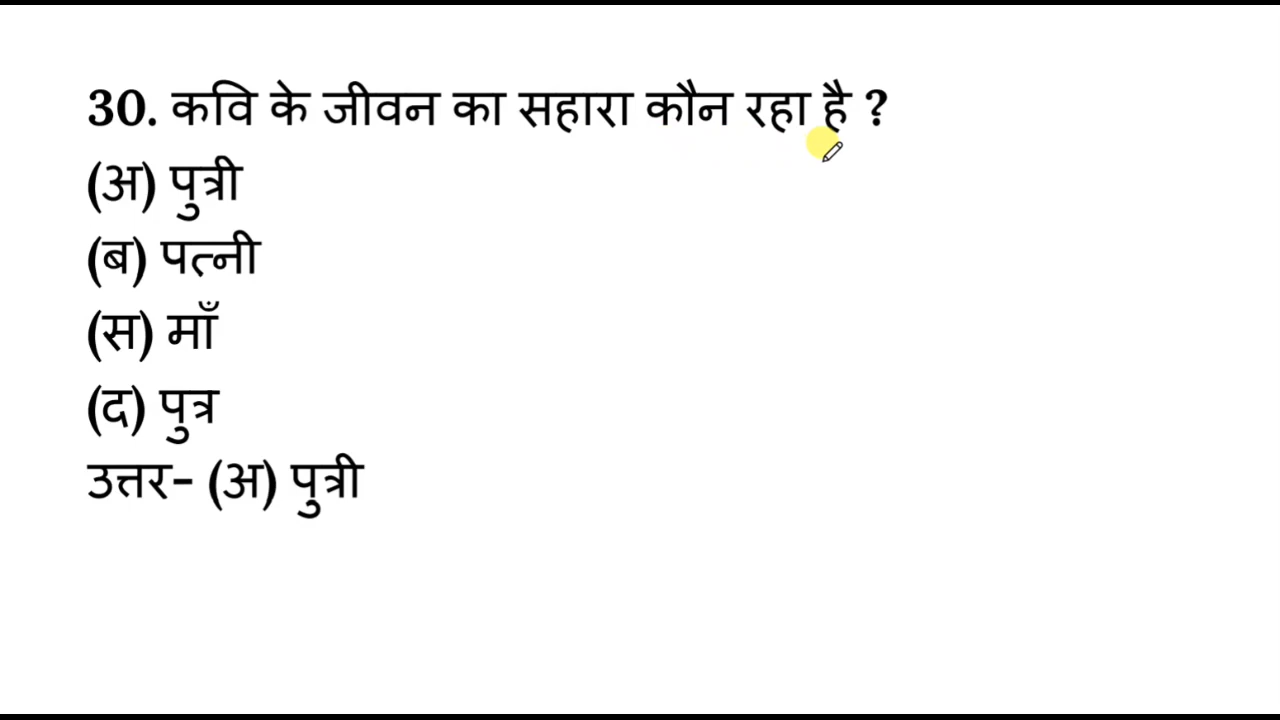 30. कवि के जीवन का सहारा कौन रहा है ?
(अ) पुत्री
(ब) पत्नी
(स) माँ
(द) पुत्र
उत्तर- (अ) पुत्री